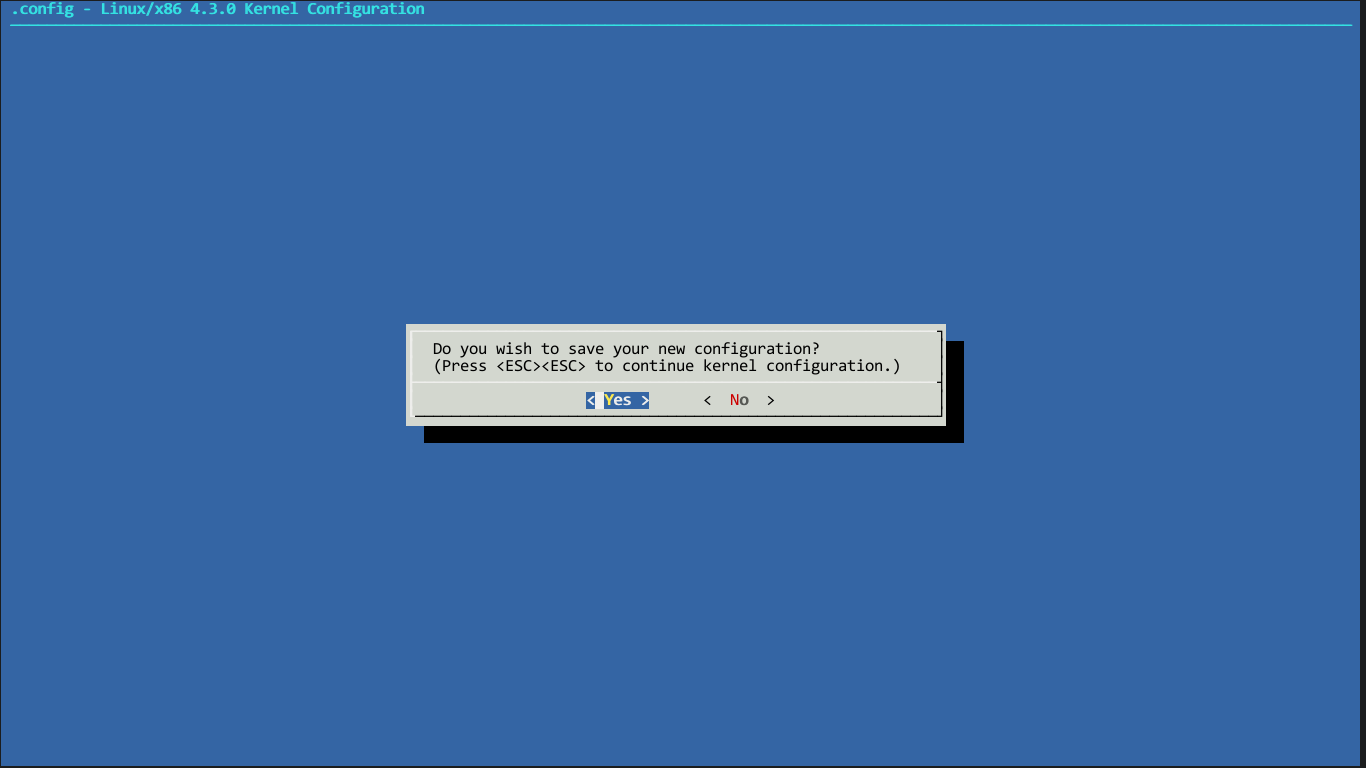 .config - Linux/x86 4.3.0 Kernel Configuration
Do you wish to save your new configuration?
(Press <ESC><ESC> to continue kernel configuration.)
< Yes >      <  No  >